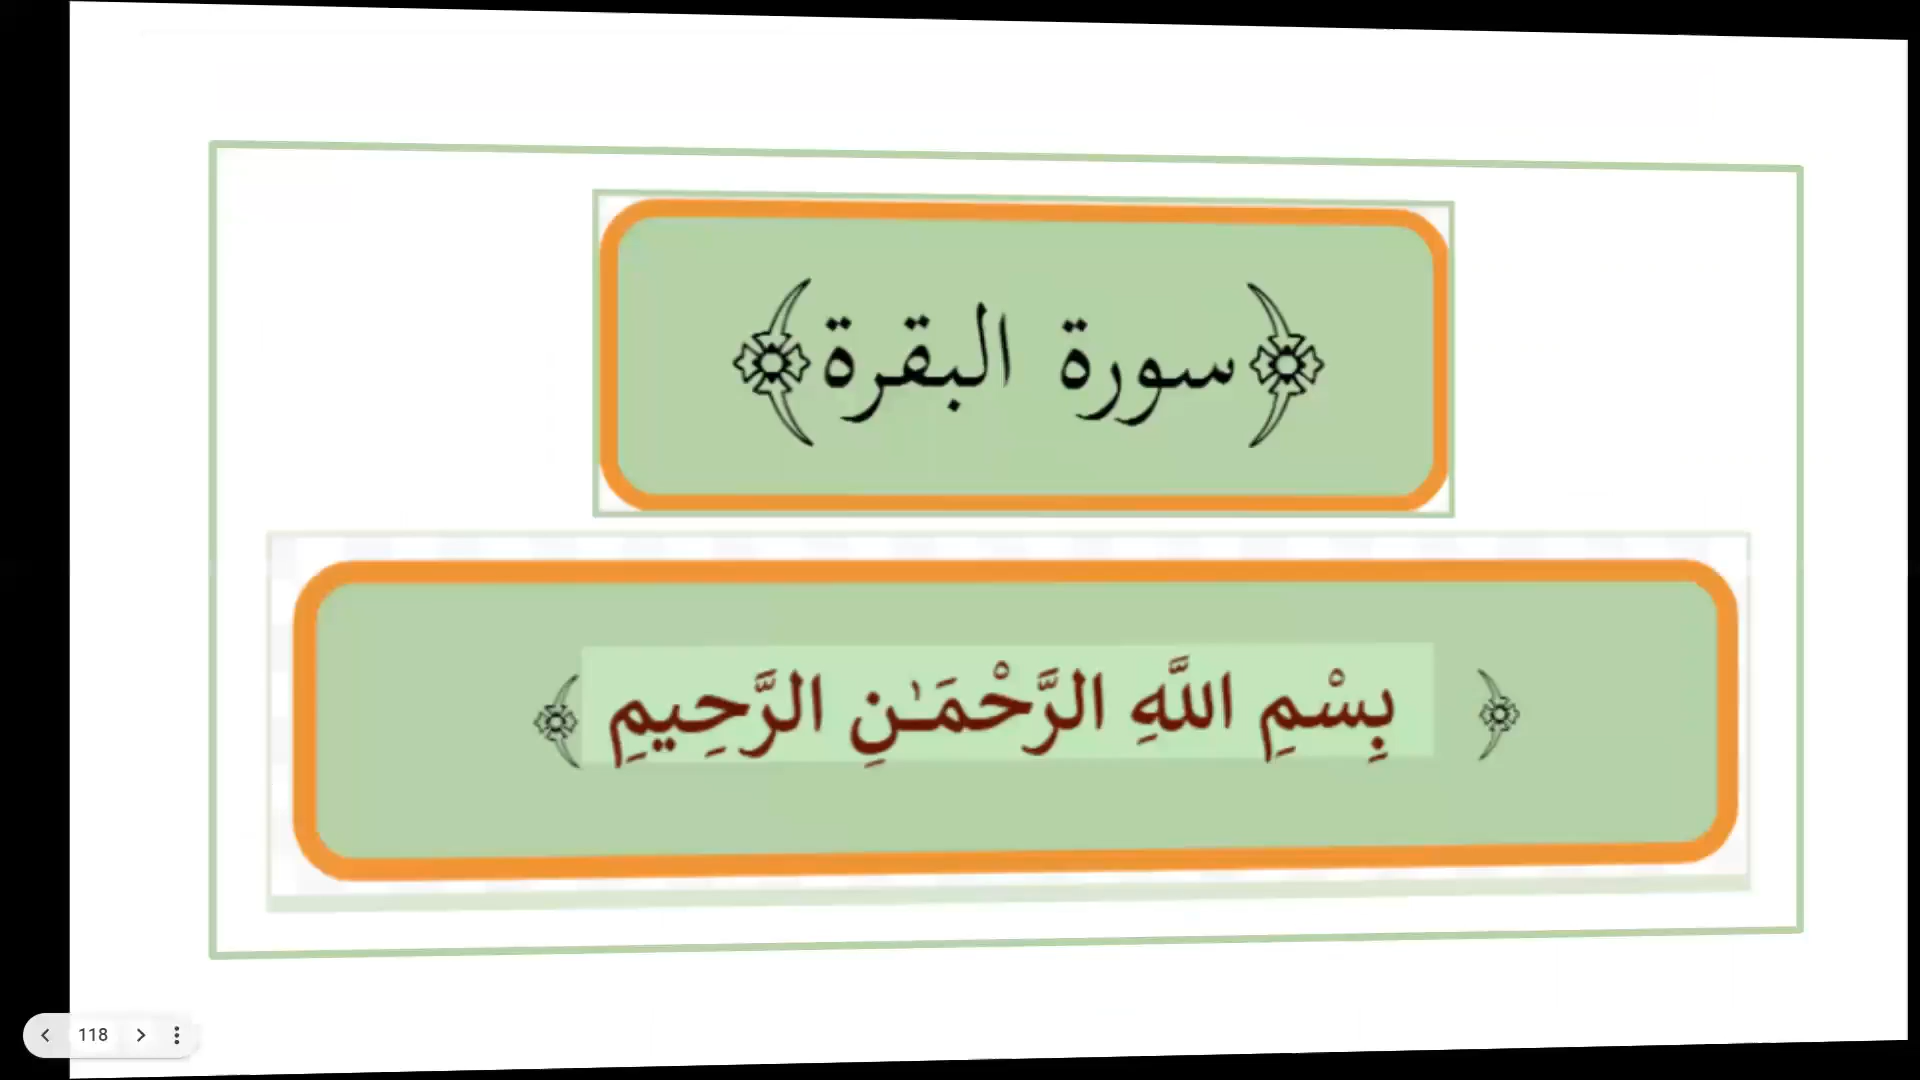 ﴿سورة البقرة﴾
﴿بِسْمِ اللَّهِ الرَّحْمَـٰنِ الرَّحِيمِ﴾
118